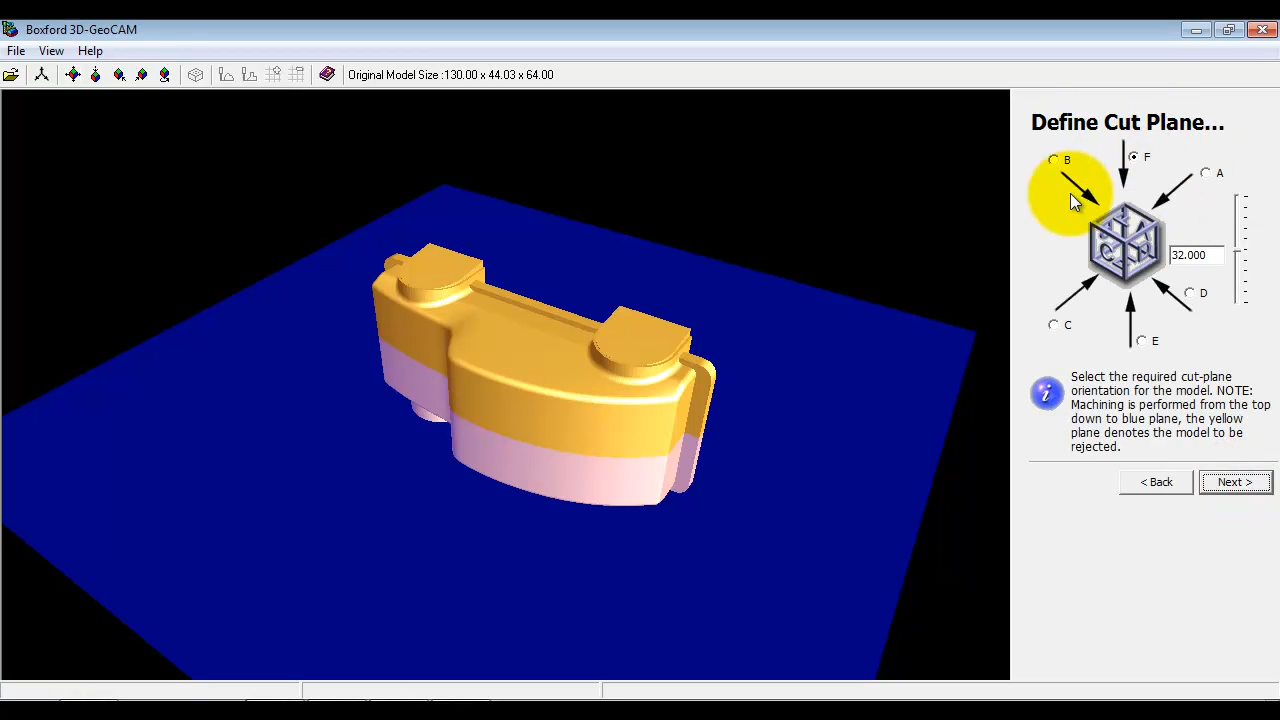 Boxford 3D-GeoCAM
File View Help
Original Model Size :130.00 x 44.03 x 64.00
Define Cut Plane...
B
F
A
32.000
D
C
E
Select the required cut-plane
orientation for the model. NOTE:
Machining is performed from the top
down to blue plane, the yellow
plane denotes the model to be
rejected.
< Back
Next >